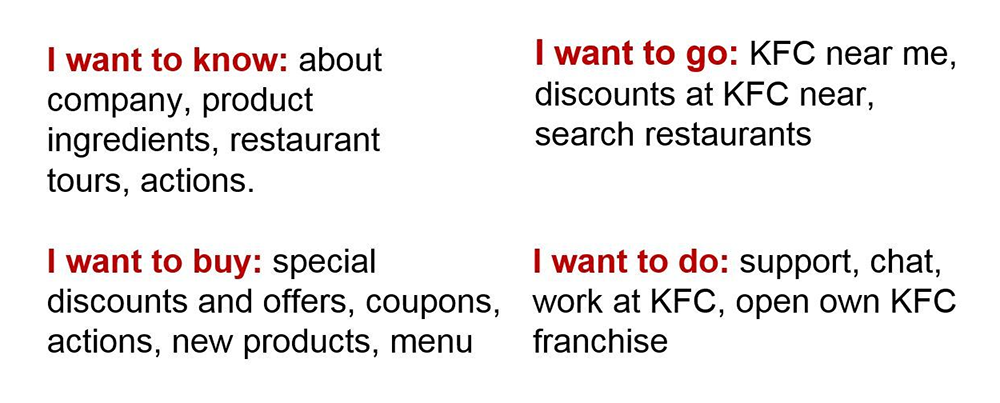 I want to know: about
company, product
ingredients, restaurant
tours, actions.
I want to go: KFC near me,
discounts at KFC near,
search restaurants
I want to buy: special
discounts and offers, coupons,
actions, new products, menu
I want to do: support, chat,
work at KFC, open own KFC
franchise